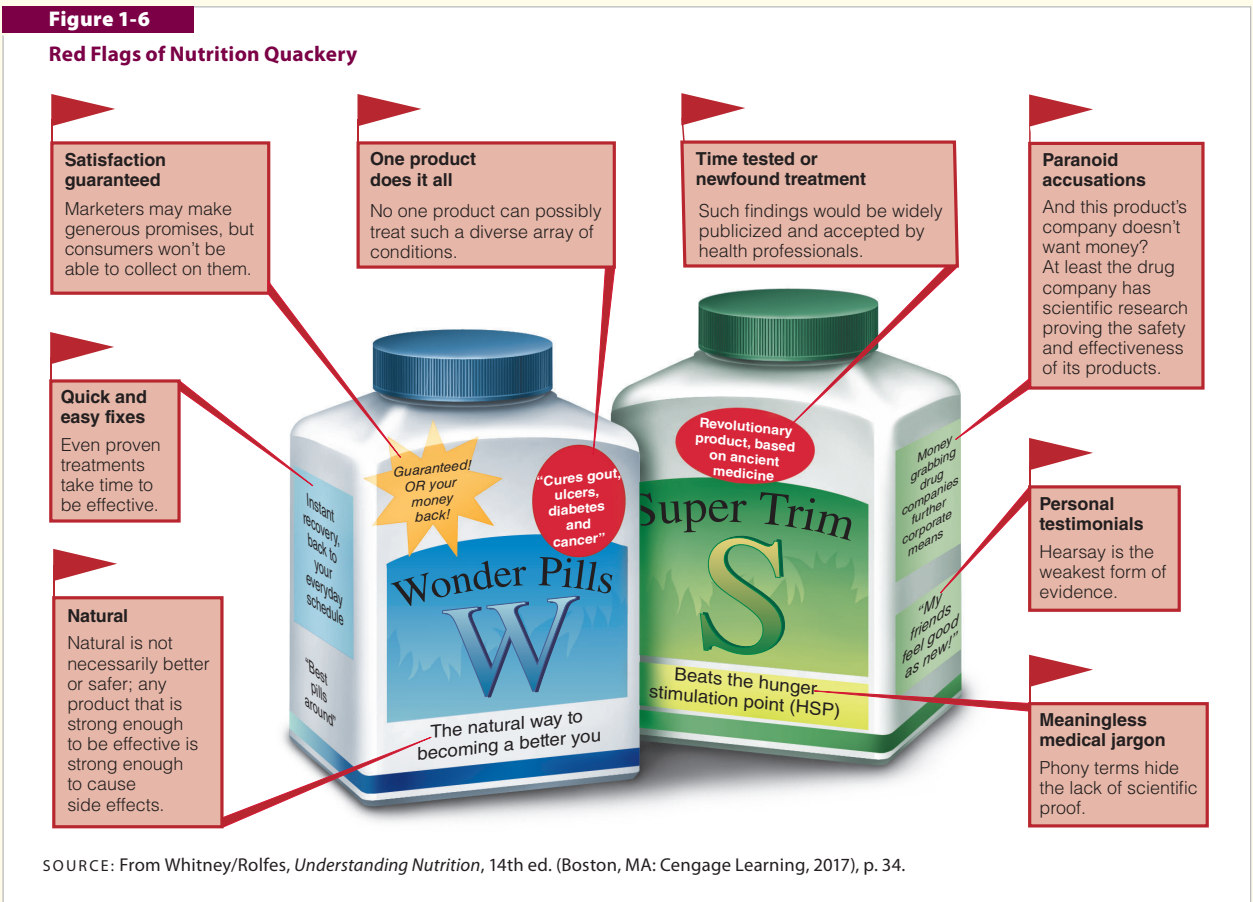 Figure 1-6
Red Flags of Nutrition Quackery
Satisfaction
guaranteed
Marketers may make
generous promises, but
consumers won't be
able to collect on them.
One product
does it all
No one product can possibly
treat such a diverse array of
conditions.
Time tested or
newfound treatment
Such findings would be widely
publicized and accepted by
health professionals.
Paranoid
accusations
And this product's
company doesn't
want money?
At least the drug
company has
scientific research
proving the safety
and effectiveness
of its products.
Quick and
easy fixes
Even proven
treatments
take time to
be effective.
Natural
Natural is not
necessarily better
or safer; any
product that is
strong enough
to be effective is
strong enough
to cause
side effects.
Personal
testimonials
Hearsay is the
weakest form of
evidence.
Meaningless
medical jargon
Phony terms hide
the lack of scientific
proof.
Instant
recovery,
back to
your
everyday
schedule
"Best
pills
around"
Guaranteed!
OR your
money
back!
"Cures gout,
ulcers,
diabetes
and
cancer"
Wonder Pills
W
The natural way to
becoming a better you
Revolutionary
product, based
on ancient
medicine
Super Trim
S
Beats the hunger
stimulation point (HSP)
Money
grabbing
drug
companies
further
corporate
means
"My
friends
feel good
as new!"
SOURCE: From Whitney/Rolfes, Understanding Nutrition, 14th ed. (Boston, MA: Cengage Learning, 2017), p. 34.